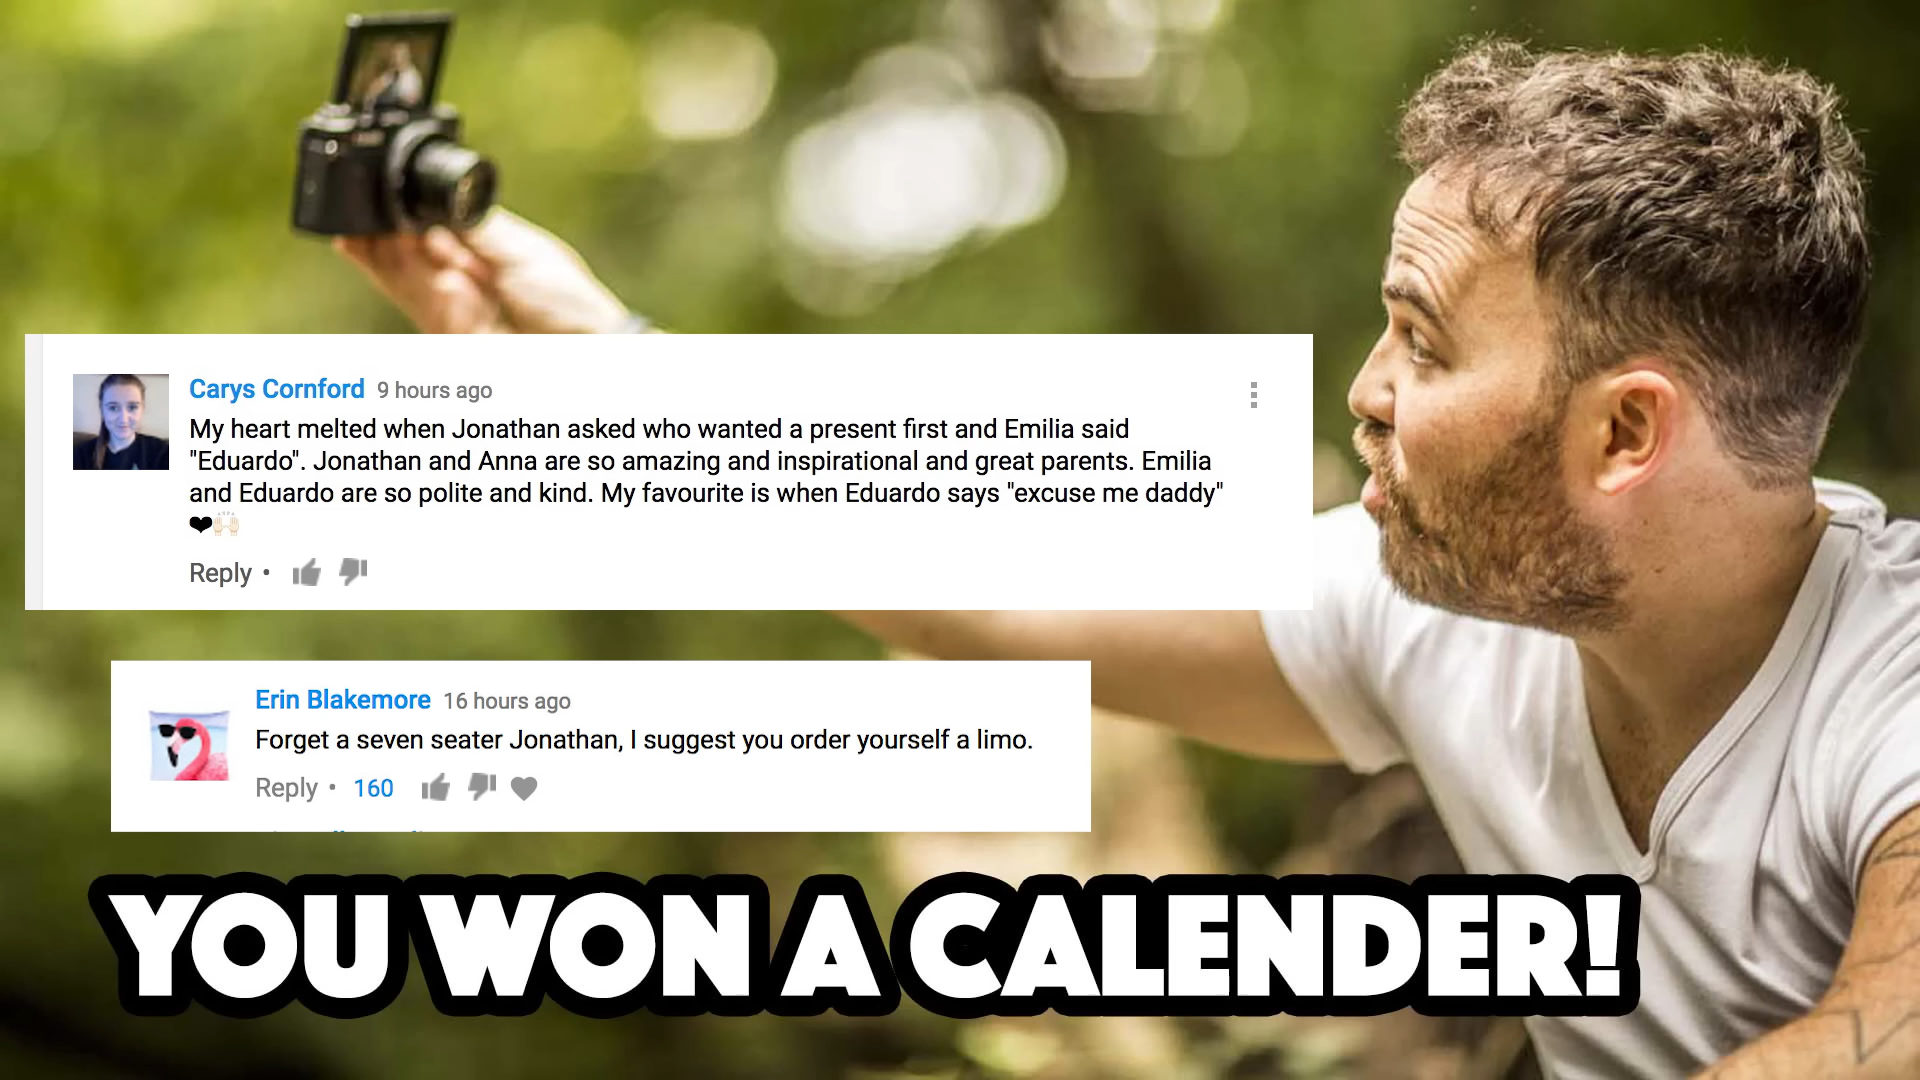 Carys Cornford 9 hours ago
My heart melted when Jonathan asked who wanted a present first and Emilia said
"Eduardo". Jonathan and Anna are so amazing and inspirational and great parents. Emilia
and Eduardo are so polite and kind. My favourite is when Eduardo says "excuse me daddy"
❤🙌🏻
Reply •
Erin Blakemore 16 hours ago
Forget a seven seater Jonathan, I suggest you order yourself a limo.
Reply • 160
YOU WON A CALENDER!